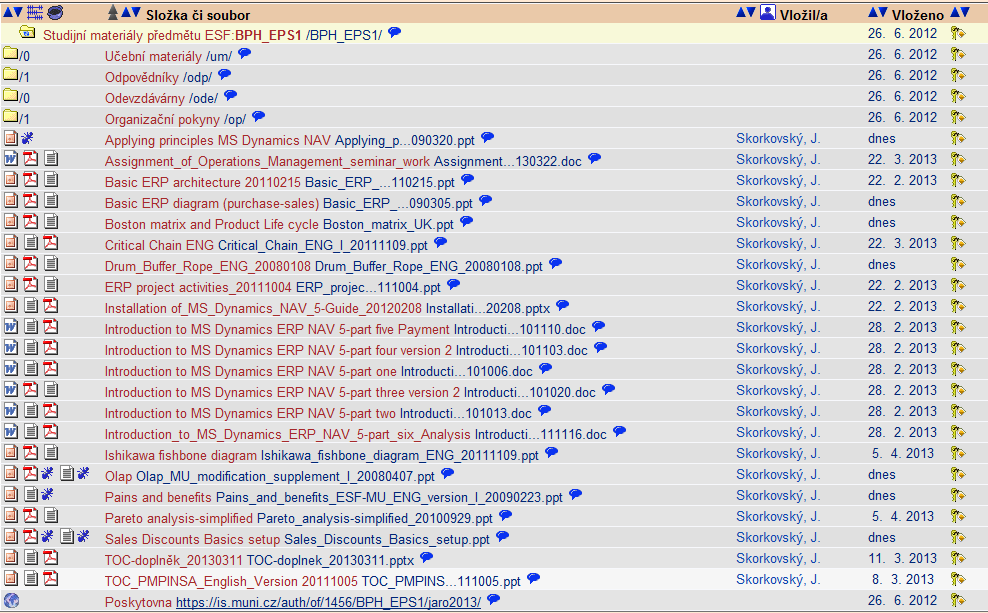 Složka či soubor Vložil/a Vloženo
Studijní materiály předmětu ESF:BPH_EPS1 /BPH_EPS1/ 26. 6. 2012
/0 Učební materiály /um/ 26. 6. 2012
/1 Odpovědníky /odp/ 26. 6. 2012
/0 Odevzdávárny /ode/ 26. 6. 2012
/1 Organizační pokyny /op/ 26. 6. 2012
Applying principles MS Dynamics NAV Applying_p...090320.ppt Skorkovský, J. dnes
Assignment_of_Operations_Management_seminar_work Assignment...130322.doc Skorkovský, J. 22. 3. 2013
Basic ERP architecture 20110215 Basic_ERP_...110215.ppt Skorkovský, J. 22. 2. 2013
Basic ERP diagram (purchase-sales) Basic_ERP_...090305.ppt Skorkovský, J. dnes
Boston matrix and Product Life cycle Boston_matrix_UK.ppt Skorkovský, J. dnes
Critical Chain ENG Critical_Chain_ENG_I_20111109.ppt Skorkovský, J. 22. 3. 2013
Drum_Buffer_Rope_ENG_20080108 Drum_Buffer_Rope_ENG_20080108.ppt Skorkovský, J. dnes
ERP project activities_20111004 ERP_projec...111004.ppt Skorkovský, J. 22. 2. 2013
Installation of_MS_Dynamics_NAV_5-Guide_20120208 Installati...20208.pptx Skorkovský, J. 22. 2. 2013
Introduction to MS Dynamics ERP NAV 5-part five Payment Introducti...101110.doc Skorkovský, J. 28. 2. 2013
Introduction to MS Dynamics ERP NAV 5-part four version 2 Introducti...101103.doc Skorkovský, J. 28. 2. 2013
Introduction to MS Dynamics ERP NAV 5-part one Introducti...101006.doc Skorkovský, J. 28. 2. 2013
Introduction to MS Dynamics ERP NAV 5-part three version 2 Introducti...101020.doc Skorkovský, J. 28. 2. 2013
Introduction to MS Dynamics ERP NAV 5-part two Introducti...101013.doc Skorkovský, J. 28. 2. 2013
Introduction_to_MS_Dynamics_ERP_NAV_5-part_six_Analysis Introducti...111116.doc Skorkovský, J. 28. 2. 2013
Ishikawa fishbone diagram Ishikawa_fishbone_diagram_ENG_20111109.ppt Skorkovský, J. 5. 4. 2013
Olap Olap_MU_modification_supplement_I_20080407.ppt Skorkovský, J. dnes
Pains and benefits Pains_and_benefits_ESF-MU_ENG_version_I_20090223.ppt Skorkovský, J. dnes
Pareto analysis-simplified Pareto_analysis-simplified_20100929.ppt Skorkovský, J. 5. 4. 2013
Sales Discounts Basics setup Sales_Discounts_Basics_setup.ppt Skorkovský, J. dnes
TOC-doplněk_20130311 TOC-doplnek_20130311.pptx Skorkovský, J. 11. 3. 2013
TOC_PMPINSA_English_Version 20111005 TOC_PMPINS...111005.ppt Skorkovský, J. 8. 3. 2013
Poskytovna https://is.muni.cz/auth/of/1456/BPH_EPS1/jaro2013/ 26. 6. 2012